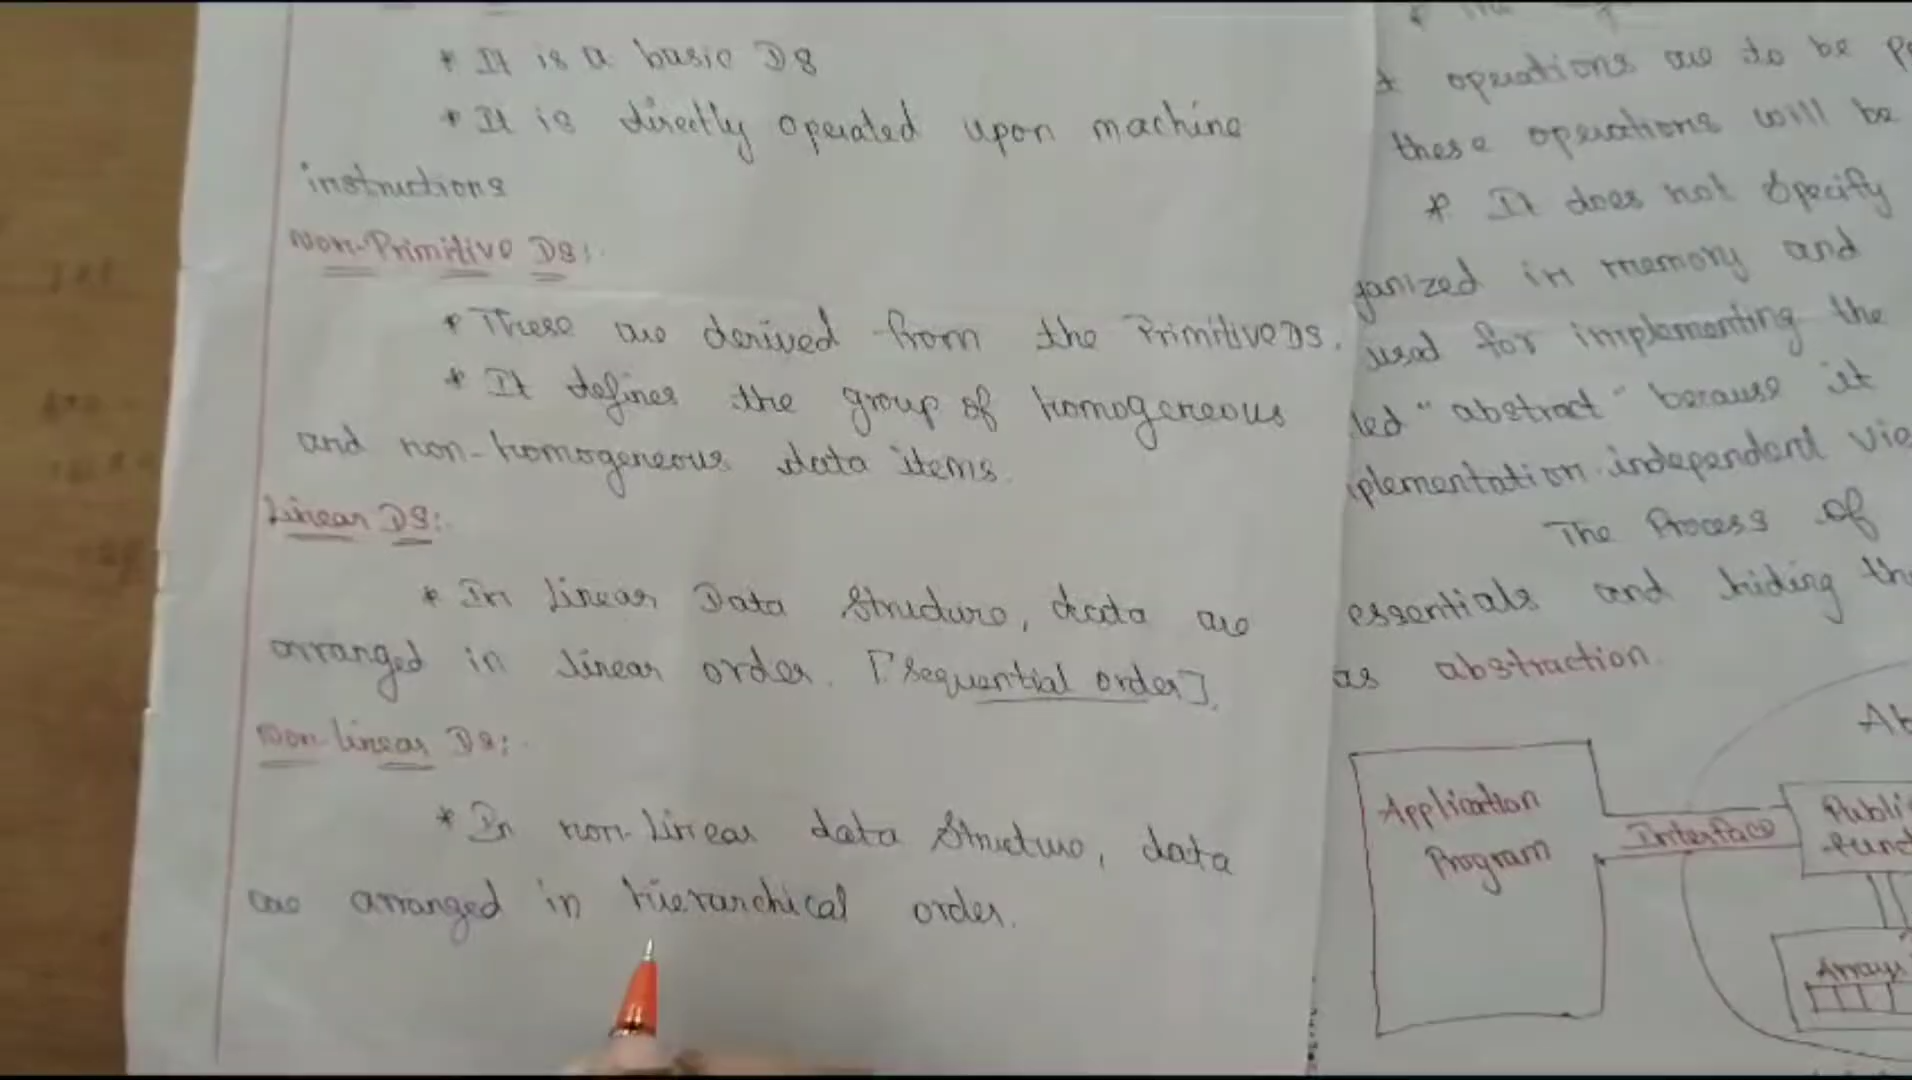 * It is a basic DS
* It is directly operated upon machine
instructions
Non-Primitive DS:
* These are derived from the Primitive DS.
* It defines the group of homogeneous
and non-homogeneous data items.
Linear DS:
* In linear Data Structure, data are
arranged in linear order. [Sequential order].
Non-linear DS:
* In non-linear data Structure, data
are arranged in hierarchical order.
operations are to be
these operations will be
* It does not Specify
ganized in memory and
used for implementing the
led "abstract" because it
plementation-independent vie
The Process of
essentials and hiding th
as abstraction.
Ab
Application
Program
Interface
Publi
func
Arrays